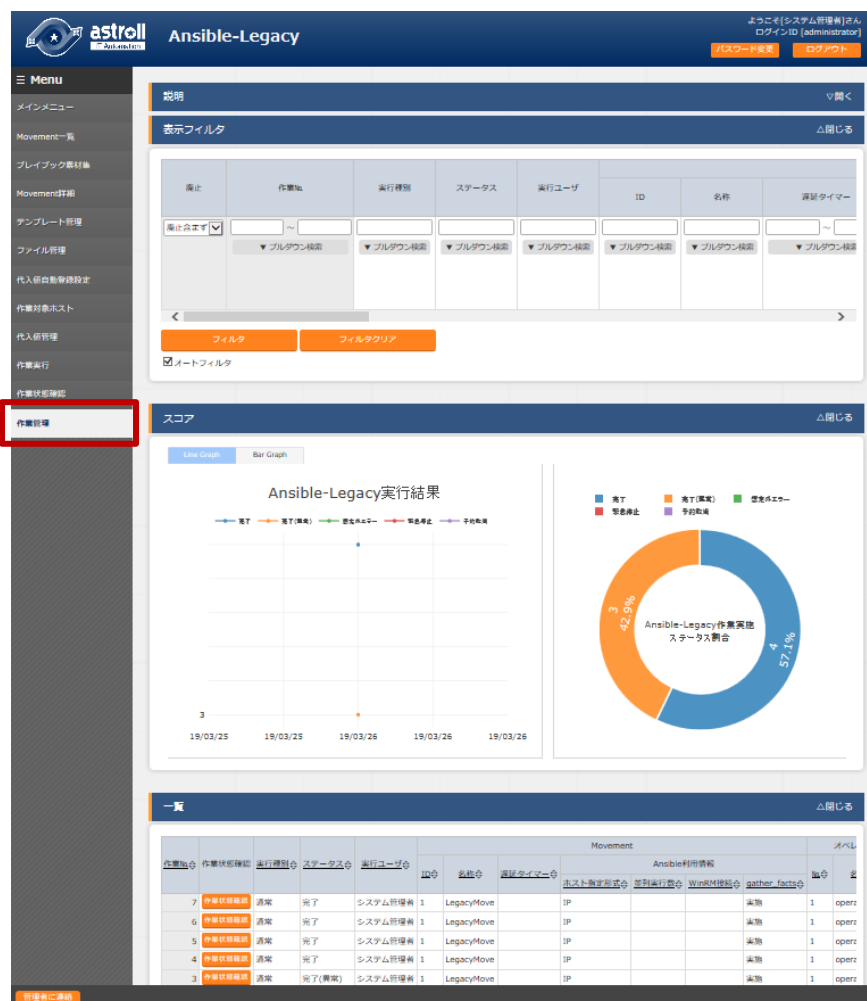 astroll
IT Automation
Ansible-Legacy
ようこそ[システム管理者]さん
ログインID [administrator]
パスワード変更
ログアウト
Menu
メインメニュー
Movement一覧
プレイブック素材集
Movement詳細
テンプレート管理
ファイル管理
代入値自動登録設定
作業対象ホスト
代入値管理
作業実行
作業状態確認
作業管理
説明
▽開く
表示フィルタ
△閉じる
廃止
作業No.
実行種別
ステータス
実行ユーザ
ID
名称
遅延タイマー
廃止含まず
~
~
▼ プルダウン検索
▼ プルダウン検索
▼ プルダウン検索
▼ プルダウン検索
▼ プルダウン検索
▼ プルダウン検索
▼ プルダウン検索
フィルタ
フィルタクリア
オートフィルタ
スコア
△閉じる
Line Graph
Bar Graph
Ansible-Legacy実行結果
完了
完了(異常)
想定外エラー
緊急停止
予約取消
3
19/03/25
19/03/26
19/03/26
19/03/26
19/03/26
完了
完了(異常)
想定外エラー
緊急停止
予約取消
3
42.9%
Ansible-Legacy作業実施
ステータス割合
4
57.1%
一覧
△閉じる
Movement
オペレ
作業No.
作業状態確認
実行種別
ステータス
実行ユーザ
ID
名称
遅延タイマー
Ansible利用情報
No.
ホスト指定形式
並列実行数
WinRM接続
gather_facts
7 作業状態確認 通常 完了 システム管理者 1 LegacyMove IP 実施 1 opera
6 作業状態確認 通常 完了 システム管理者 1 LegacyMove IP 実施 1 opera
5 作業状態確認 通常 完了 システム管理者 1 LegacyMove IP 実施 1 opera
4 作業状態確認 通常 完了 システム管理者 1 LegacyMove IP 実施 1 opera
3 作業状態確認 通常 完了(異常) システム管理者 1 LegacyMove IP 実施 1 opera
管理者に連絡